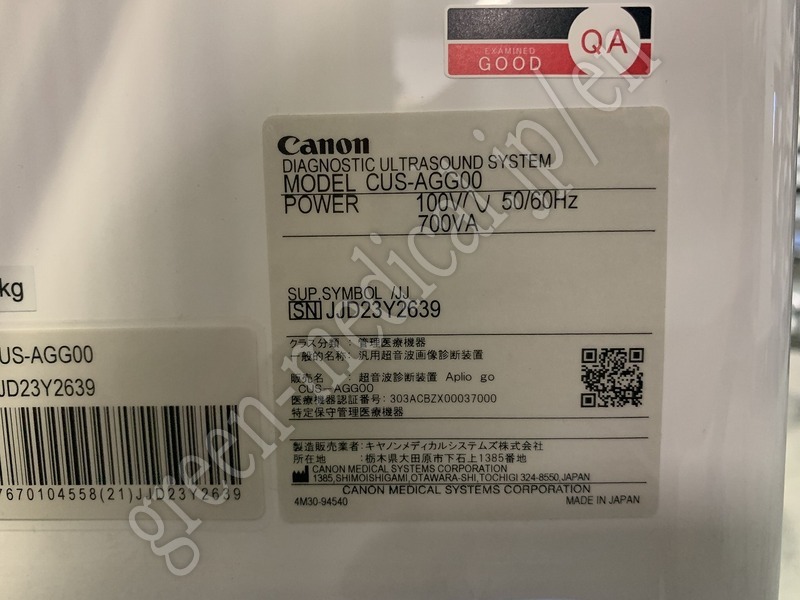 EXAMINED
GOOD
QA
Canon
DIAGNOSTIC ULTRASOUND SYSTEM
MODEL CUS-AGG00
POWER 100V∿ 50/60Hz
700VA
SUP.SYMBOL /JJ
SN JJD23Y2639
クラス分類 : 管理医療機器
一般的名称: 汎用超音波画像診断装置
販売名 : 超音波診断装置 Aplio go
CUS-AGG00
医療機器認証番号: 303ACBZX00037000
特定保守管理医療機器
製造販売業者:キヤノンメディカルシステムズ株式会社
所在地 :栃木県大田原市下石上1385番地
CANON MEDICAL SYSTEMS CORPORATION
1385,SHIMOISHIGAMI,OTAWARA-SHI,TOCHIGI 324-8550,JAPAN
CANON MEDICAL SYSTEMS CORPORATION
4M30-94540 MADE IN JAPAN
kg
CUS-AGG00
JJD23Y2639
7670104558(21)JJD23Y2639
green-medical.jp/en